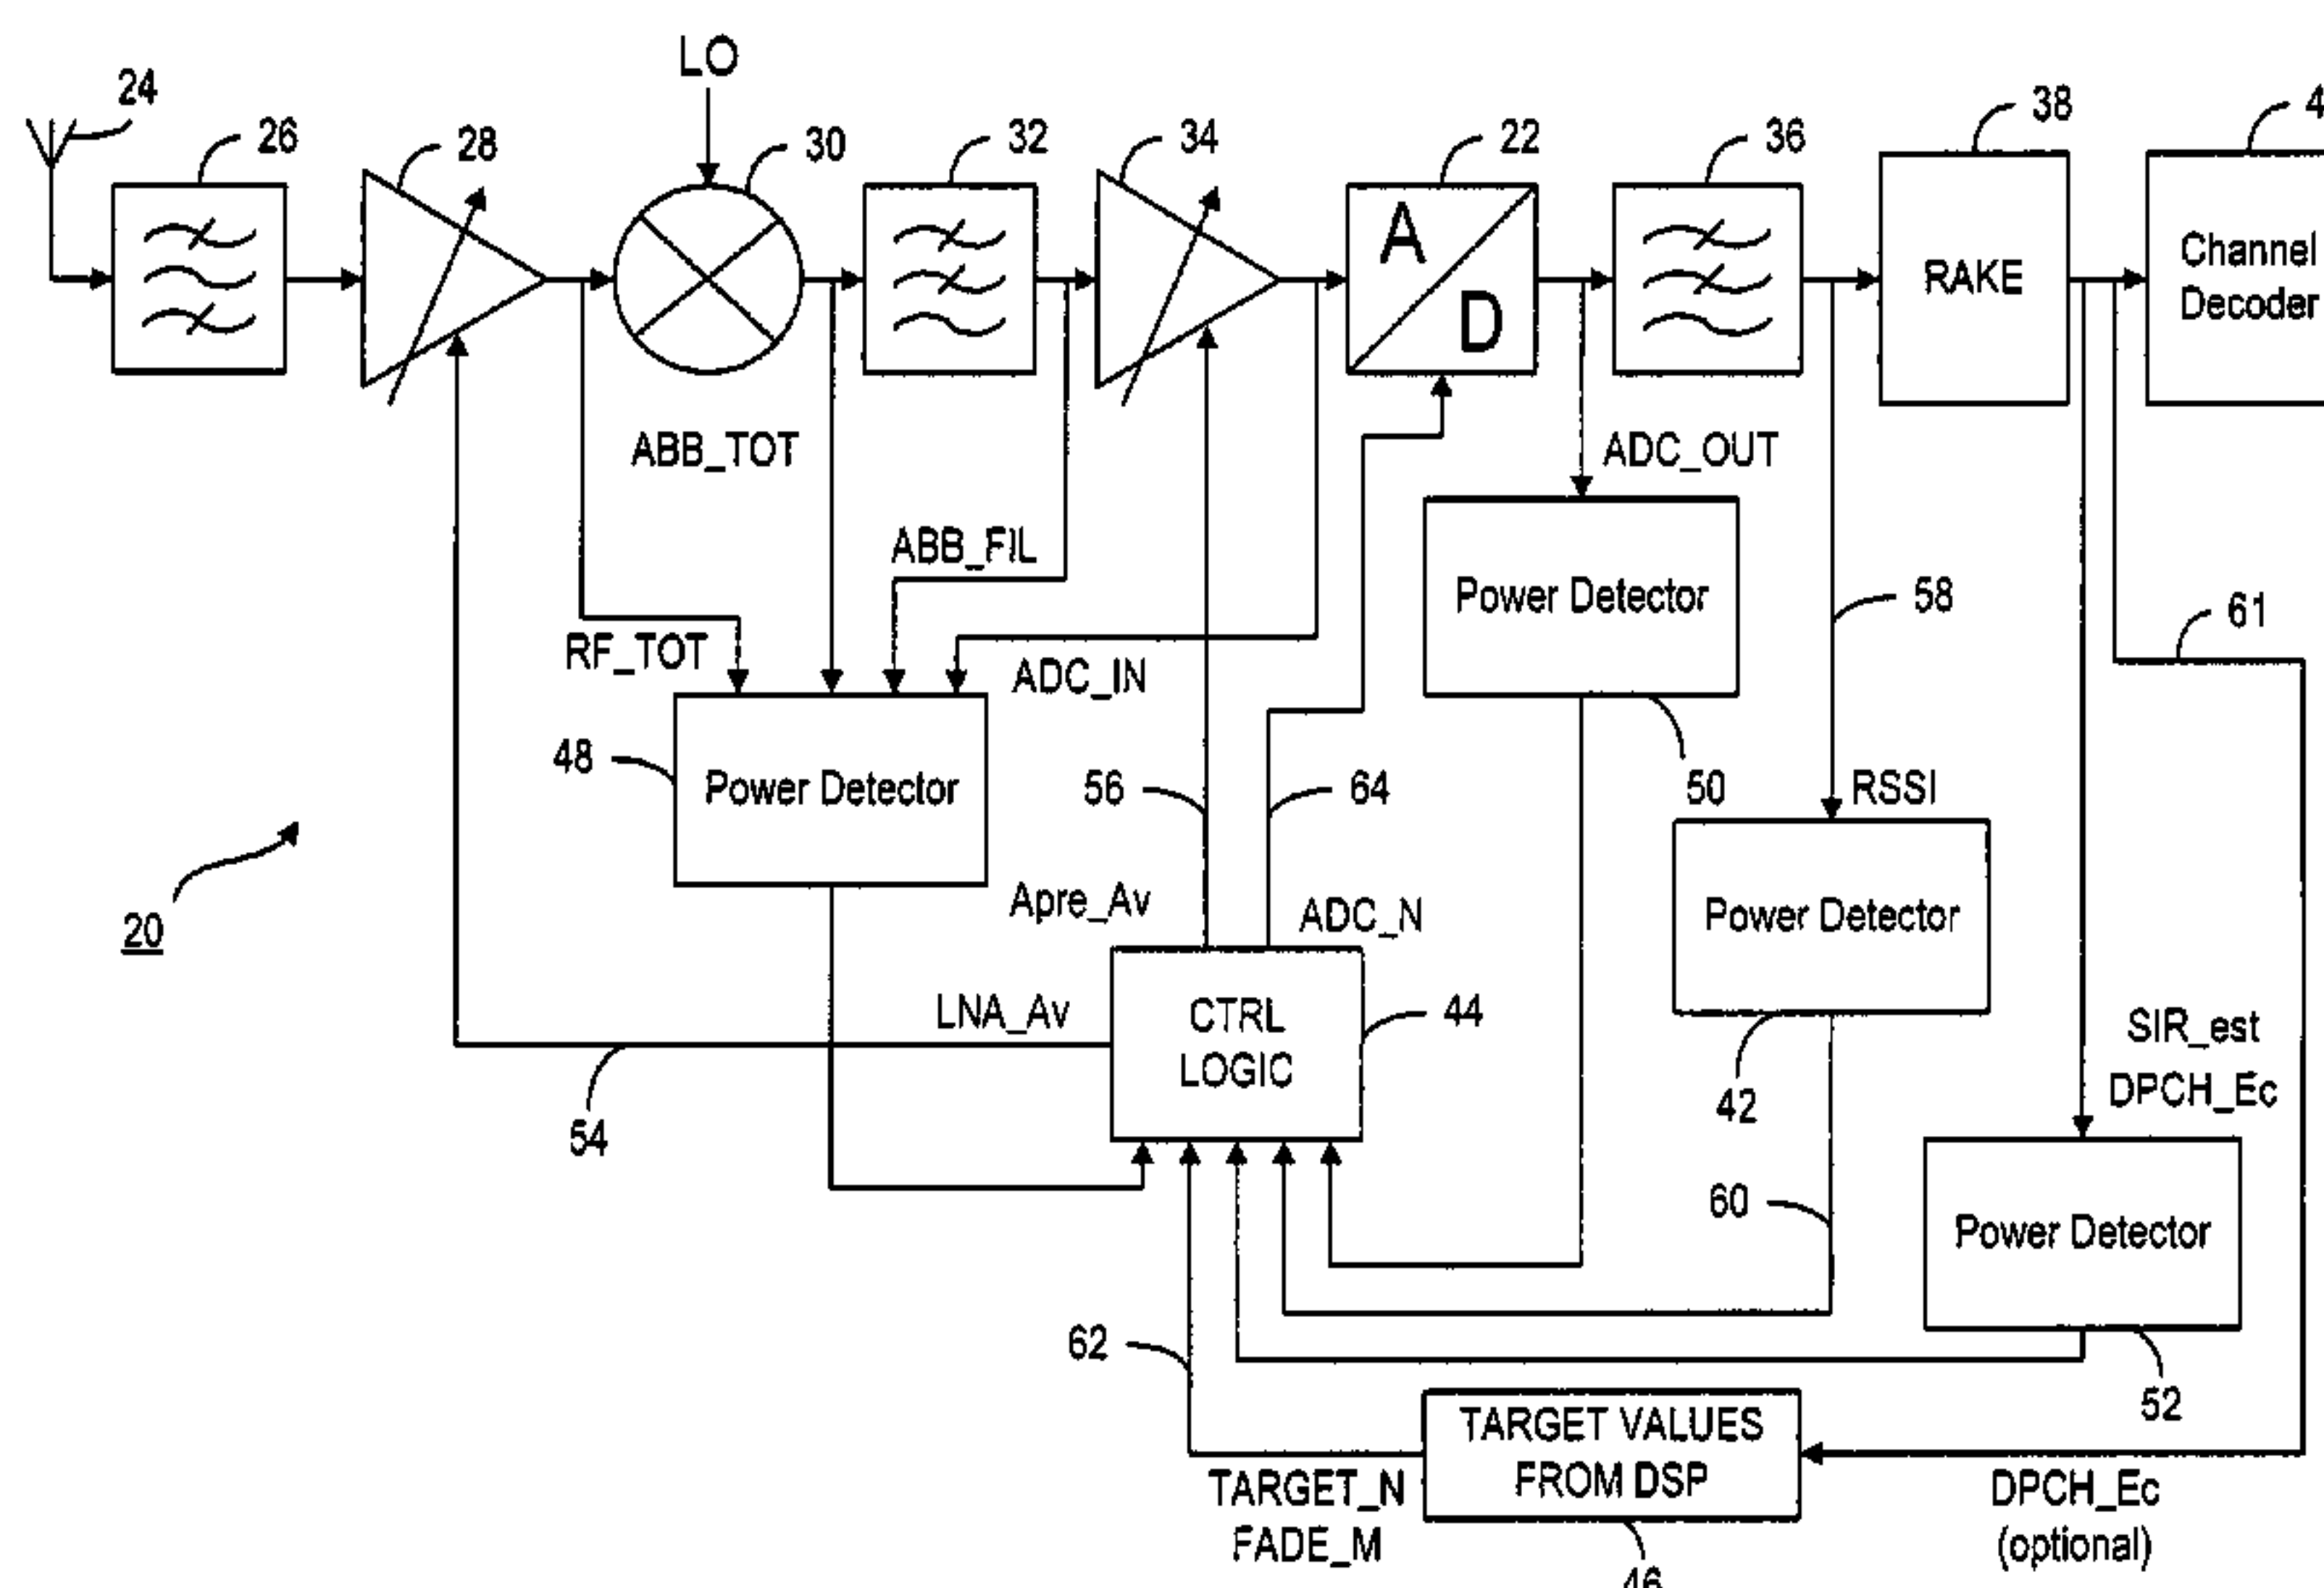 LO
24
26
28
30
32
34
22
36
38
4
A
D
RAKE
Channel
Decoder
ABB_TOT
ADC_OUT
ABB_FIL
Power Detector
58
61
RF_TOT
ADC_IN
48
Power Detector
56
64
50
RSSI
20
Apre_Av
ADC_N
Power Detector
LNA_Av
CTRL
LOGIC
44
SIR_est
DPCH_Ec
42
54
60
Power Detector
62
52
TARGET VALUES
FROM DSP
TARGET_N
FADE_M
DPCH_Ec
(optional)
46